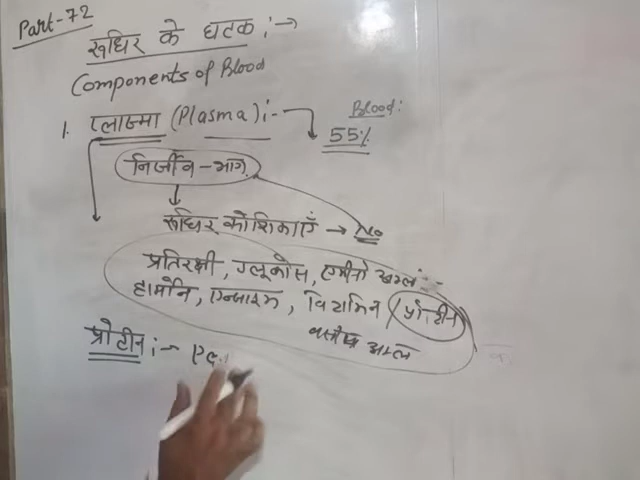 Part-72
रुधिर के घटक :→
Components of Blood
1. प्लाज्मा (Plasma) :-
Blood:
55%
निर्जीव - भाग
रुधिर कोशिकाएँ → No
प्रतिरक्षी, ग्लूकोस, एमीनो अम्ल
हार्मोन, एन्जाइम, विटामिन, प्रोटीन
वसीय अम्ल
प्रोटीन :-